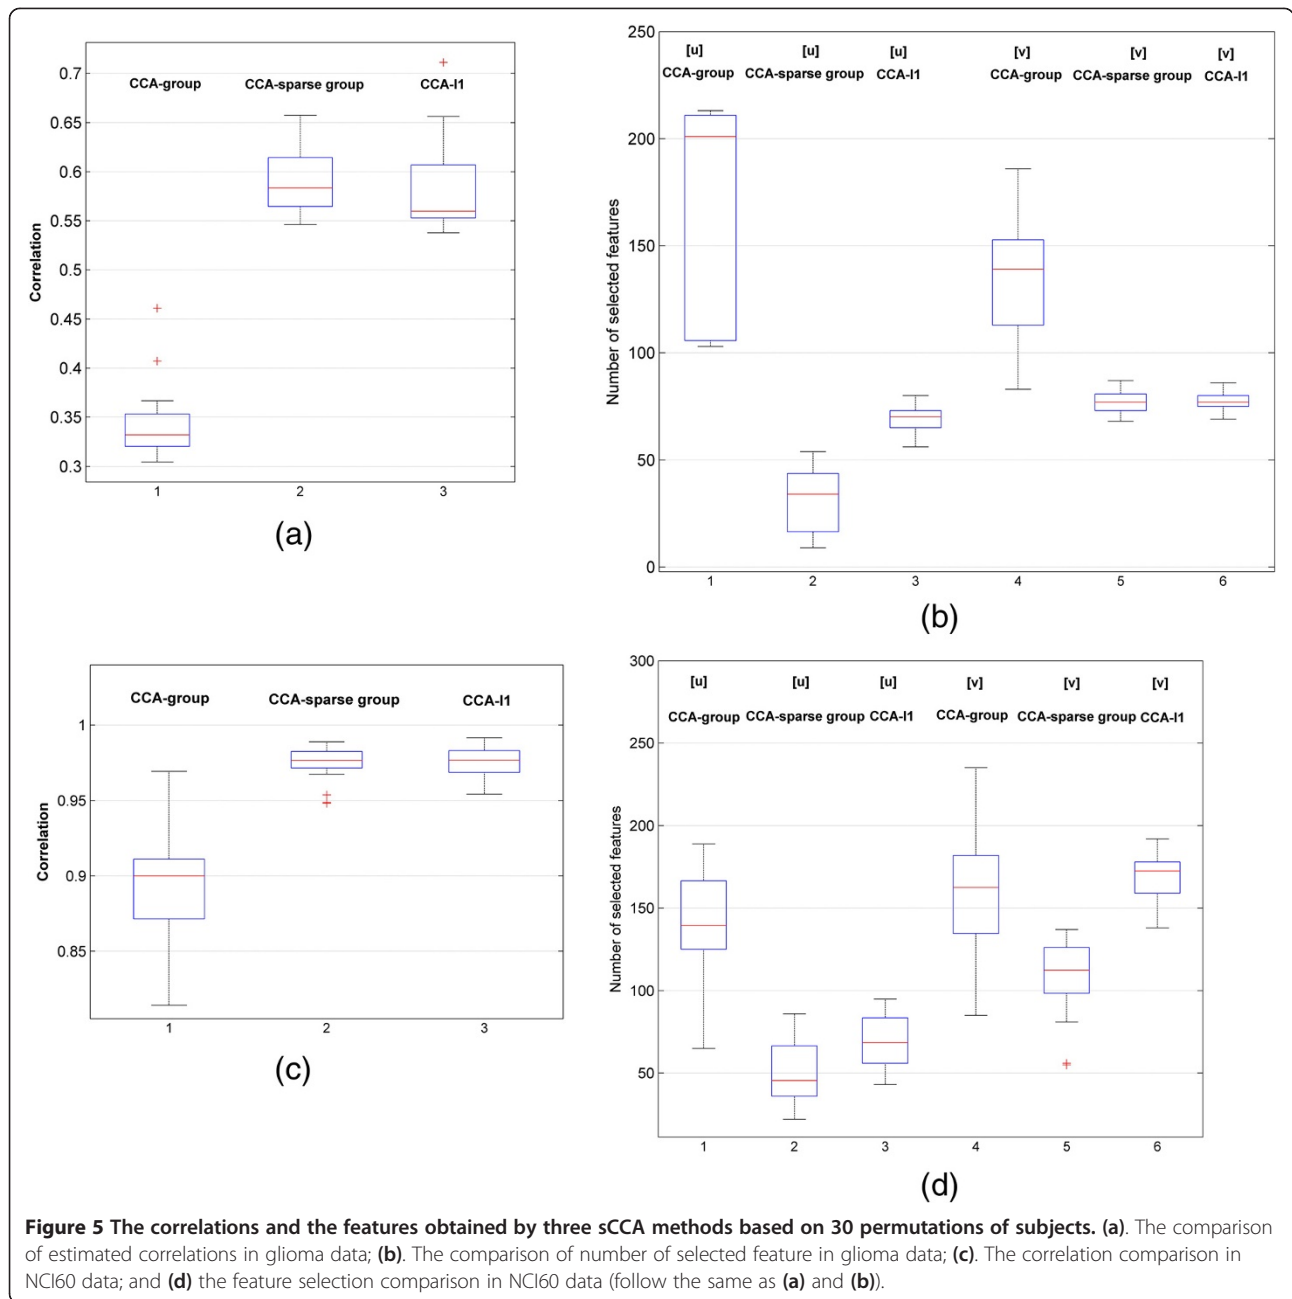 CCA-group CCA-sparse group CCA-l1
0.7
0.65
0.6
0.55
0.5
0.45
0.4
0.35
0.3
Correlation
1 2 3
(a)
[u] [u] [u] [v] [v] [v]
CCA-group CCA-sparse group CCA-l1 CCA-group CCA-sparse group CCA-l1
250
200
150
100
50
0
Number of selected features
1 2 3 4 5 6
(b)
CCA-group CCA-sparse group CCA-l1
1
0.95
0.9
0.85
Correlation
1 2 3
(c)
[u] [u] [u] [v] [v] [v]
CCA-group CCA-sparse group CCA-l1 CCA-group CCA-sparse group CCA-l1
300
250
200
150
100
50
Number of selected features
1 2 3 4 5 6
(d)
Figure 5 The correlations and the features obtained by three sCCA methods based on 30 permutations of subjects. (a). The comparison
of estimated correlations in glioma data; (b). The comparison of number of selected feature in glioma data; (c). The correlation comparison in
NCI60 data; and (d) the feature selection comparison in NCI60 data (follow the same as (a) and (b)).